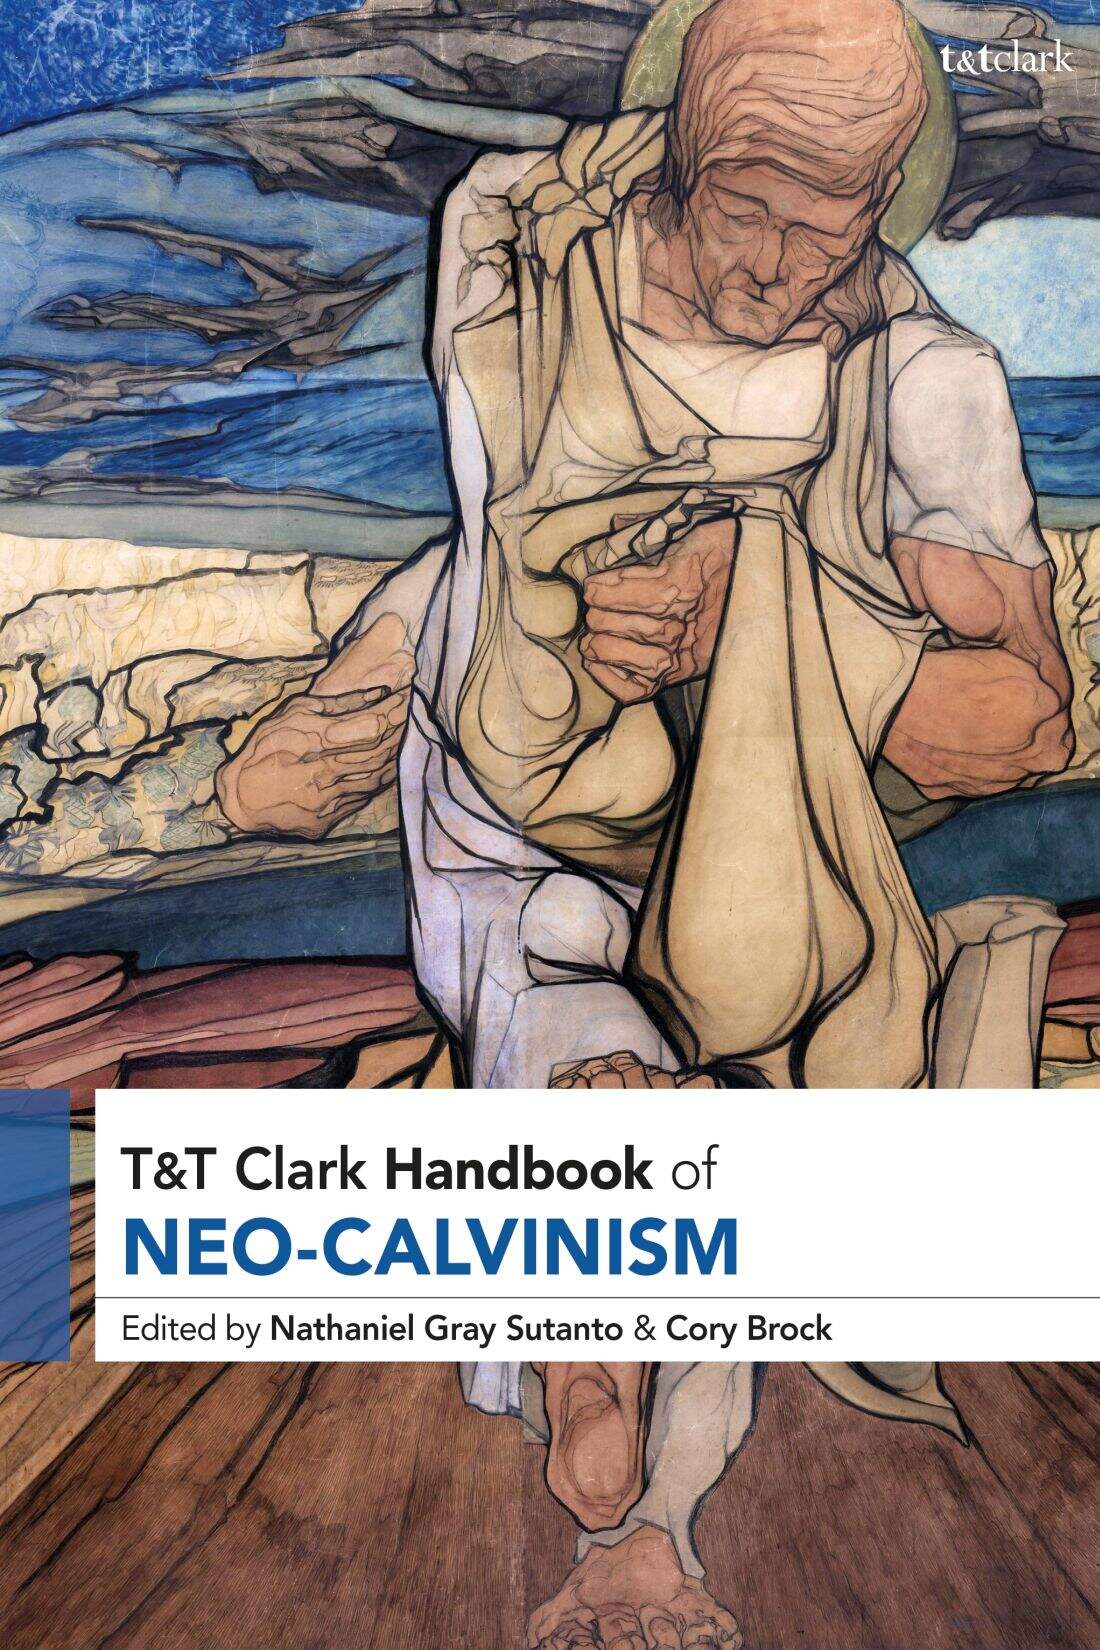 t&tclark
T&T Clark Handbook of
NEO-CALVINISM
Edited by Nathaniel Gray Sutanto & Cory Brock